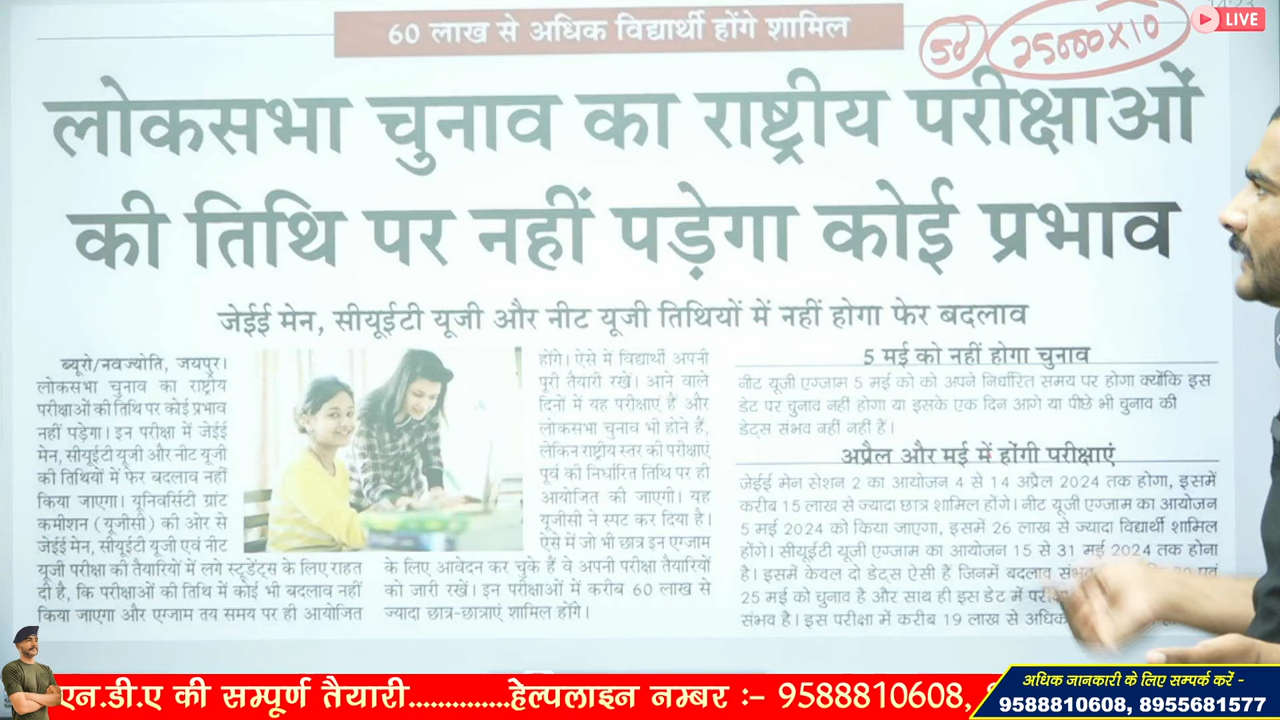 60 लाख से अधिक विद्यार्थी होंगे शामिल
50
25000x10
14:23
LIVE
लोकसभा चुनाव का राष्ट्रीय परीक्षाओं
की तिथि पर नहीं पड़ेगा कोई प्रभाव
जेईई मेन, सीयूईटी यूजी और नीट यूजी तिथियों में नहीं होगा फेर बदलाव
ब्यूरो/नवज्योति, जयपुर।
लोकसभा चुनाव का राष्ट्रीय
परीक्षाओं की तिथि पर कोई प्रभाव
नहीं पड़ेगा। इन परीक्षा में जेईई
मेन, सीयूईटी यूजी और नीट यूजी
की तिथियों में फेर बदलाव नहीं
किया जाएगा। यूनिवर्सिटी ग्रांट
कमीशन (यूजीसी) की ओर से
जेईई मेन, सीयूईटी यूजी एवं नीट
यूजी परीक्षा की तैयारियों में लगे स्टूडेंट्स के लिए राहत
दी है, कि परीक्षाओं की तिथि में कोई भी बदलाव नहीं
किया जाएगा और एग्जाम तय समय पर ही आयोजित
होंगे। ऐसे में विद्यार्थी अपनी
पूरी तैयारी रखें। आने वाले
दिनों में यह परीक्षाएं हैं और
लोकसभा चुनाव भी होने हैं,
लेकिन राष्ट्रीय स्तर की परीक्षाएं
पूर्व की निर्धारित तिथि पर ही
आयोजित की जाएगी। यह
यूजीसी ने स्पट कर दिया है।
ऐसे में जो भी छात्र इन एग्जाम
के लिए आवेदन कर चुके हैं वे अपनी परीक्षा तैयारियों
को जारी रखें। इन परीक्षाओं में करीब 60 लाख से
ज्यादा छात्र-छात्राएं शामिल होंगे।
5 मई को नहीं होगा चुनाव
नीट यूजी एग्जाम 5 मई को को अपने निर्धारित समय पर होगा क्योंकि इस
डेट पर चुनाव नहीं होगा या इसके एक दिन आगे या पीछे भी चुनाव की
डेट्स संभव नहीं नहीं हैं।
अप्रैल और मई में होंगी परीक्षाएं
जेईई मेन सेशन 2 का आयोजन 4 से 14 अप्रैल 2024 तक होगा, इसमें
करीब 15 लाख से ज्यादा छात्र शामिल होंगे। नीट यूजी एग्जाम का आयोजन
5 मई 2024 को किया जाएगा, इसमें 26 लाख से ज्यादा विद्यार्थी शामिल
होंगे। सीयूईटी यूजी एग्जाम का आयोजन 15 से 31 मई 2024 तक होना
है। इसमें केवल दो डेट्स ऐसी हैं जिनमें बदलाव 20 एवं
25 मई को चुनाव है और साथ ही इस डेट में
संभव है। इस परीक्षा में करीब 19 लाख से अधिक
एन.डी.ए की सम्पूर्ण तैयारी...............हेल्पलाइन नम्बर :- 9588810608,
अधिक जानकारी के लिए सम्पर्क करें -
9588810608, 8955681577